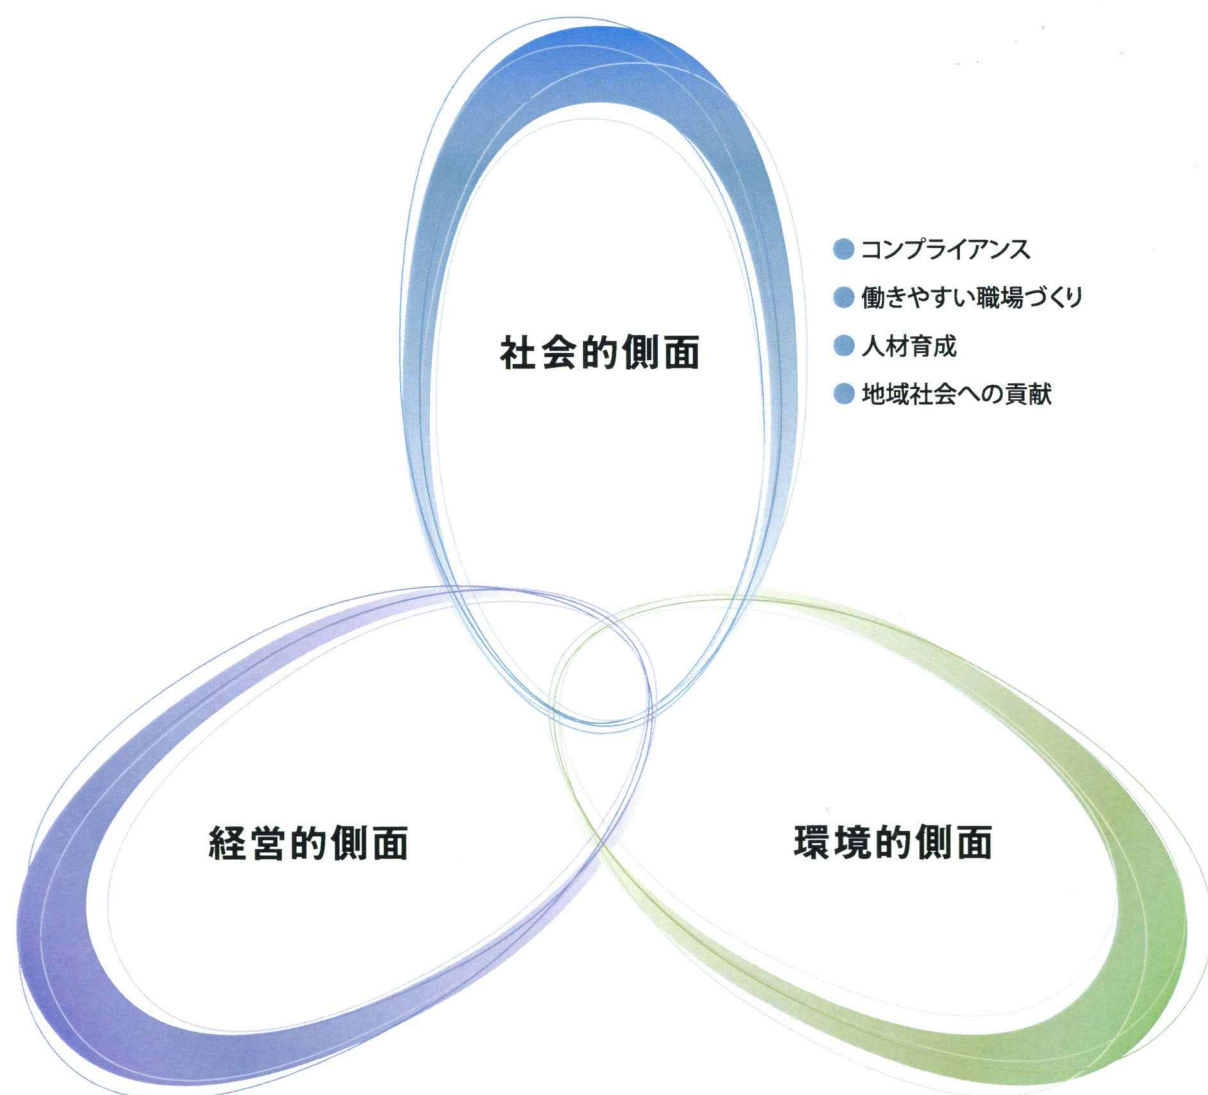 社会的側面
コンプライアンス
働きやすい職場づくり
人材育成
地域社会への貢献
経営的側面
環境的側面